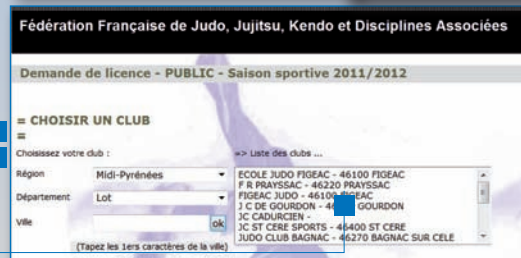 Fédération Française de Judo, Jujitsu, Kendo et Disciplines Associées
Demande de licence - PUBLIC - Saison sportive 2011/2012
= CHOISIR UN CLUB
=
Choisissez votre club :
=> Liste des clubs ...
Région
Midi-Pyrénées
Département
Lot
Ville
ok
(Tapez les 1ers caractères de la ville)
ECOLE JUDO FIGEAC - 46100 FIGEAC
F R PRAYSSAC - 46220 PRAYSSAC
FIGEAC JUDO - 46100 FIGEAC
J C DE GOURDON - GOURDON
JC CADURCIEN -
JC ST CERE SPORTS - 46400 ST CERE
JUDO CLUB BAGNAC - 46270 BAGNAC SUR CELE